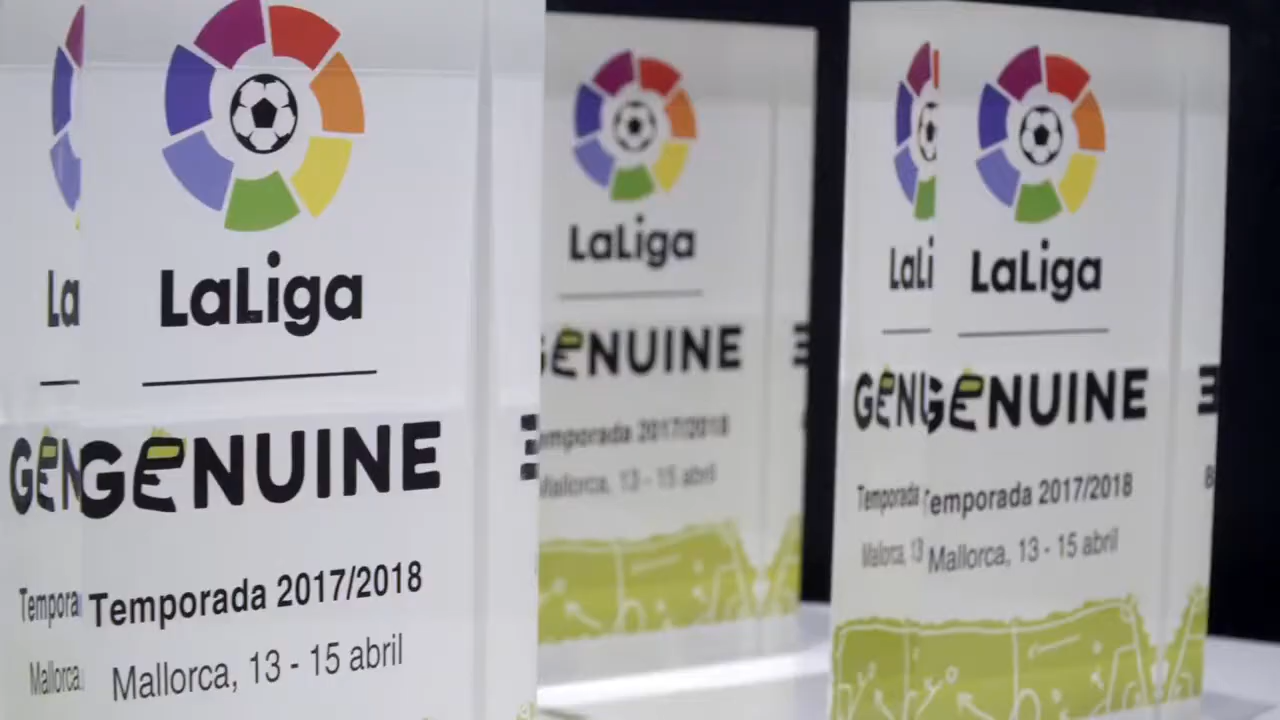 LaLiga
GENUINE
Temporada 2017/2018
Mallorca, 13 - 15 abril
LaLiga
GENUINE
Temporada 2017/2018
Mallorca, 13 - 15 abril
LaLiga
GENUINE
Temporada 2017/2018
Mallorca, 13 - 15 abril